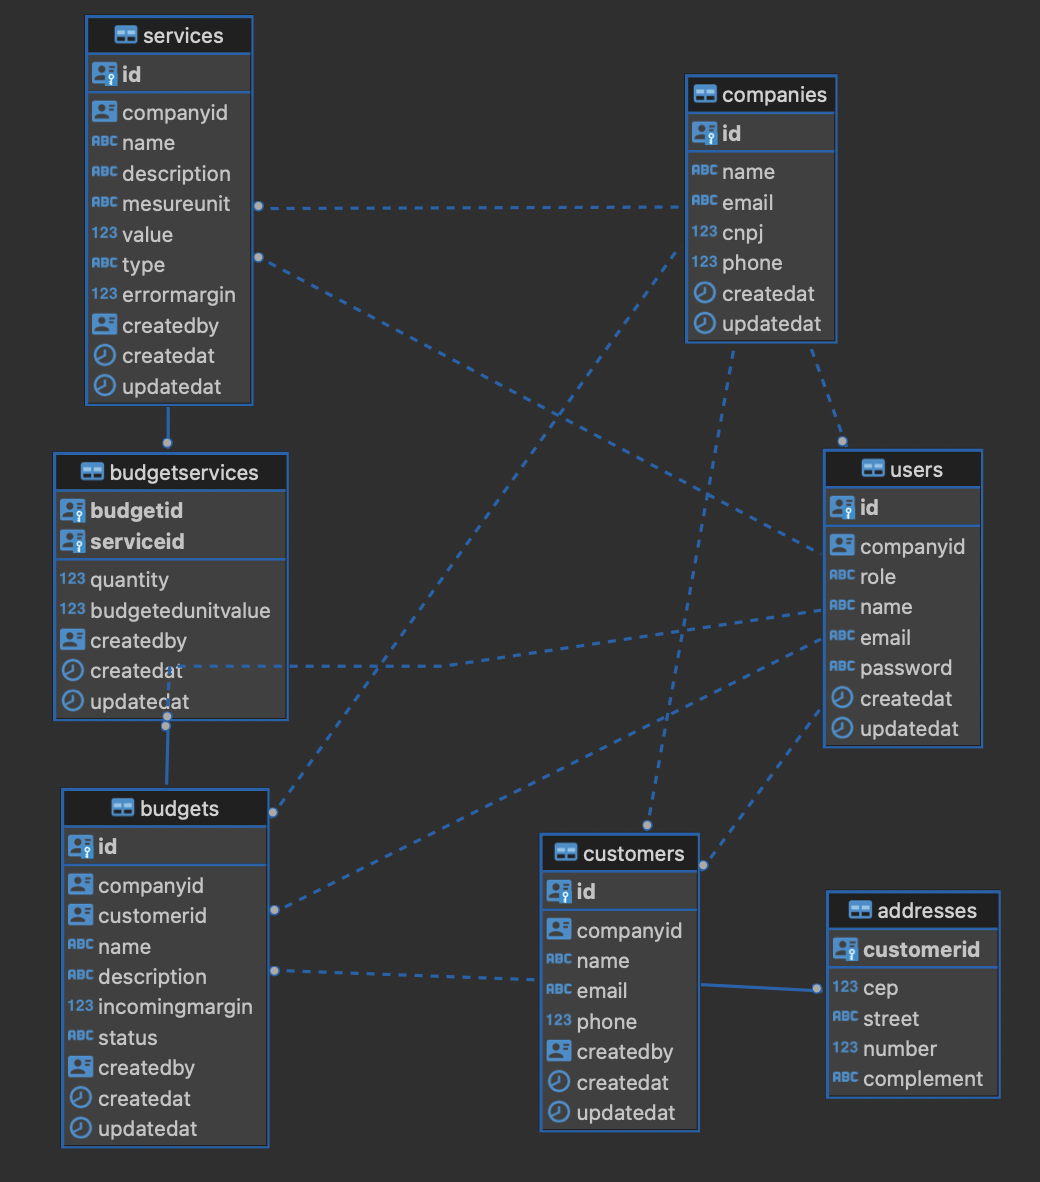 services
id
companyid
ABC name
ABC description
ABC mesureunit
123 value
ABC type
123 errormargin
createdby
createdat
updatedat
companies
id
ABC name
ABC email
123 cnpj
123 phone
createdat
updatedat
budgetservices
budgetid
serviceid
123 quantity
123 budgetedunitvalue
createdby
createdat
updatedat
users
id
companyid
ABC role
ABC name
ABC email
ABC password
createdat
updatedat
budgets
id
companyid
customerid
ABC name
ABC description
123 incomingmargin
ABC status
createdby
createdat
updatedat
customers
id
companyid
ABC name
ABC email
123 phone
createdby
createdat
updatedat
addresses
customerid
123 cep
ABC street
123 number
ABC complement